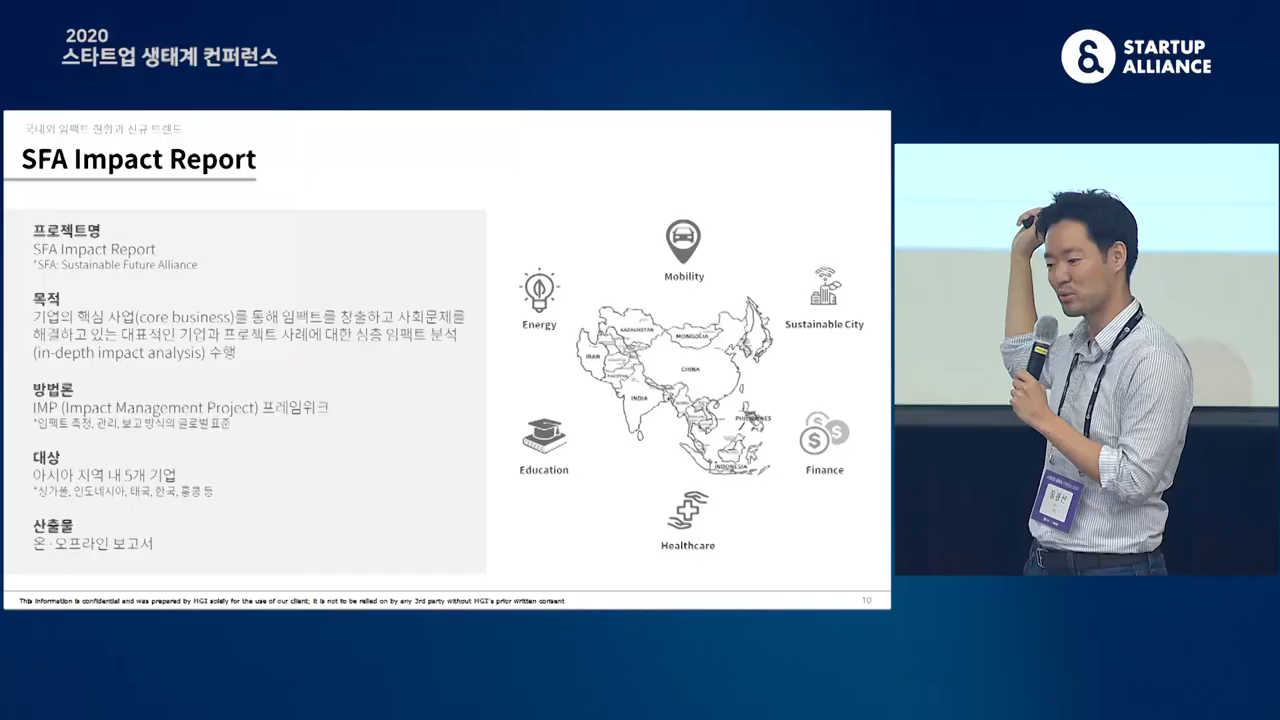 2020
스타트업 생태계 컨퍼런스
STARTUP
ALLIANCE
국내외 임팩트 현황과 신규 트렌드
SFA Impact Report
프로젝트명
SFA Impact Report
*SFA: Sustainable Future Alliance
목적
기업의 핵심 사업(core business)를 통해 임팩트를 창출하고 사회문제를
해결하고 있는 대표적인 기업과 프로젝트 사례에 대한 심층 임팩트 분석
(in-depth impact analysis) 수행
방법론
IMP (Impact Management Project) 프레임워크
*임팩트 측정, 관리, 보고 방식의 글로벌 표준
대상
아시아 지역 내 5개 기업
*싱가폴, 인도네시아, 태국, 한국, 홍콩 등
산출물
온·오프라인 보고서
Mobility
Energy
Sustainable City
KAZAKHSTAN
MONGOLIA
IRAN
CHINA
PAKISTAN
INDIA
PHILIPPINES
INDONESIA
Education
Finance
Healthcare
This information is confidential and was prepared by MGI solely for the use of our client; it is not to be relied on by any 3rd party without MGI's prior written consent
10